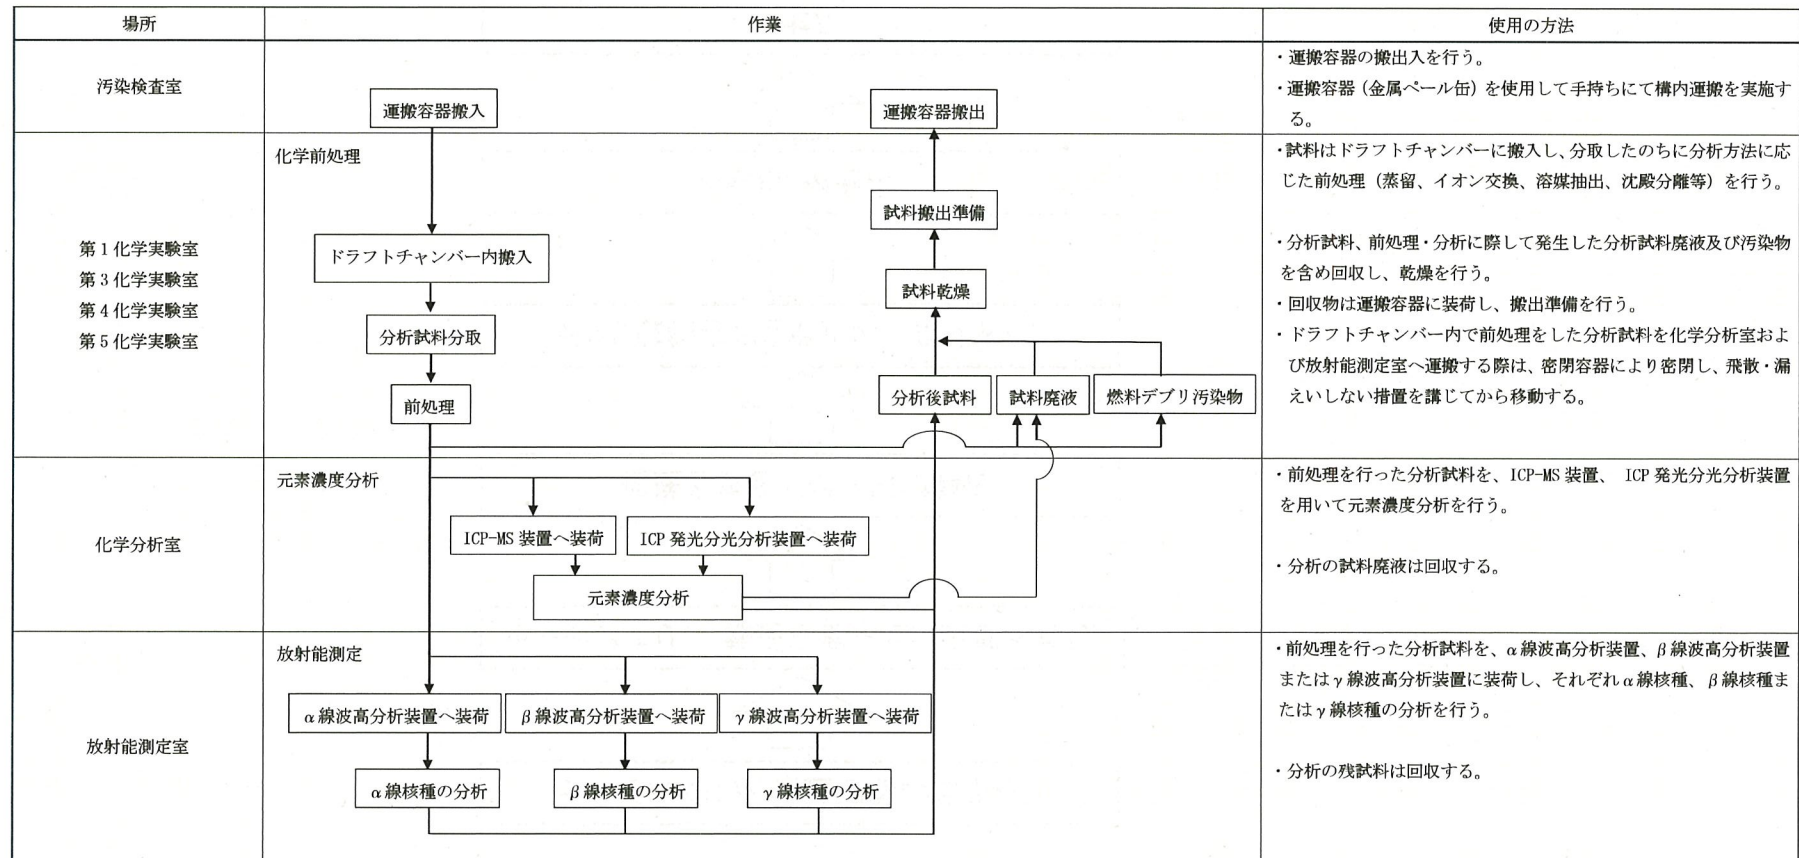 場所
作業
使用の方法
汚染検査室
運搬容器搬入
運搬容器搬出
・運搬容器の搬出入を行う。
・運搬容器（金属ペール缶）を使用して手持ちにて構内運搬を実施す
る。
第1化学実験室
第3化学実験室
第4化学実験室
第5化学実験室
化学前処理
ドラフトチャンバー内搬入
分析試料分取
前処理
試料搬出準備
試料乾燥
分析後試料
試料廃液
燃料デブリ汚染物
・試料はドラフトチャンバーに搬入し、分取したのちに分析方法に応
じた前処理（蒸留、イオン交換、溶媒抽出、沈殿分離等）を行う。
・分析試料、前処理・分析に際して発生した分析試料廃液及び汚染物
を含め回収し、乾燥を行う。
・回収物は運搬容器に装荷し、搬出準備を行う。
・ドラフトチャンバー内で前処理をした分析試料を化学分析室およ
び放射能測定室へ運搬する際は、密閉容器により密閉し、飛散・漏
えいしない措置を講じてから移動する。
化学分析室
元素濃度分析
ICP-MS 装置へ装荷
ICP 発光分光分析装置へ装荷
元素濃度分析
・前処理を行った分析試料を、ICP-MS 装置、 ICP 発光分光分析装置
を用いて元素濃度分析を行う。
・分析の試料廃液は回収する。
放射能測定室
放射能測定
α線波高分析装置へ装荷
β線波高分析装置へ装荷
γ線波高分析装置へ装荷
α線核種の分析
β線核種の分析
γ線核種の分析
・前処理を行った分析試料を、α線波高分析装置、β線波高分析装置
またはγ線波高分析装置に装荷し、それぞれα線核種、β線核種ま
たはγ線核種の分析を行う。
・分析の残試料は回収する。